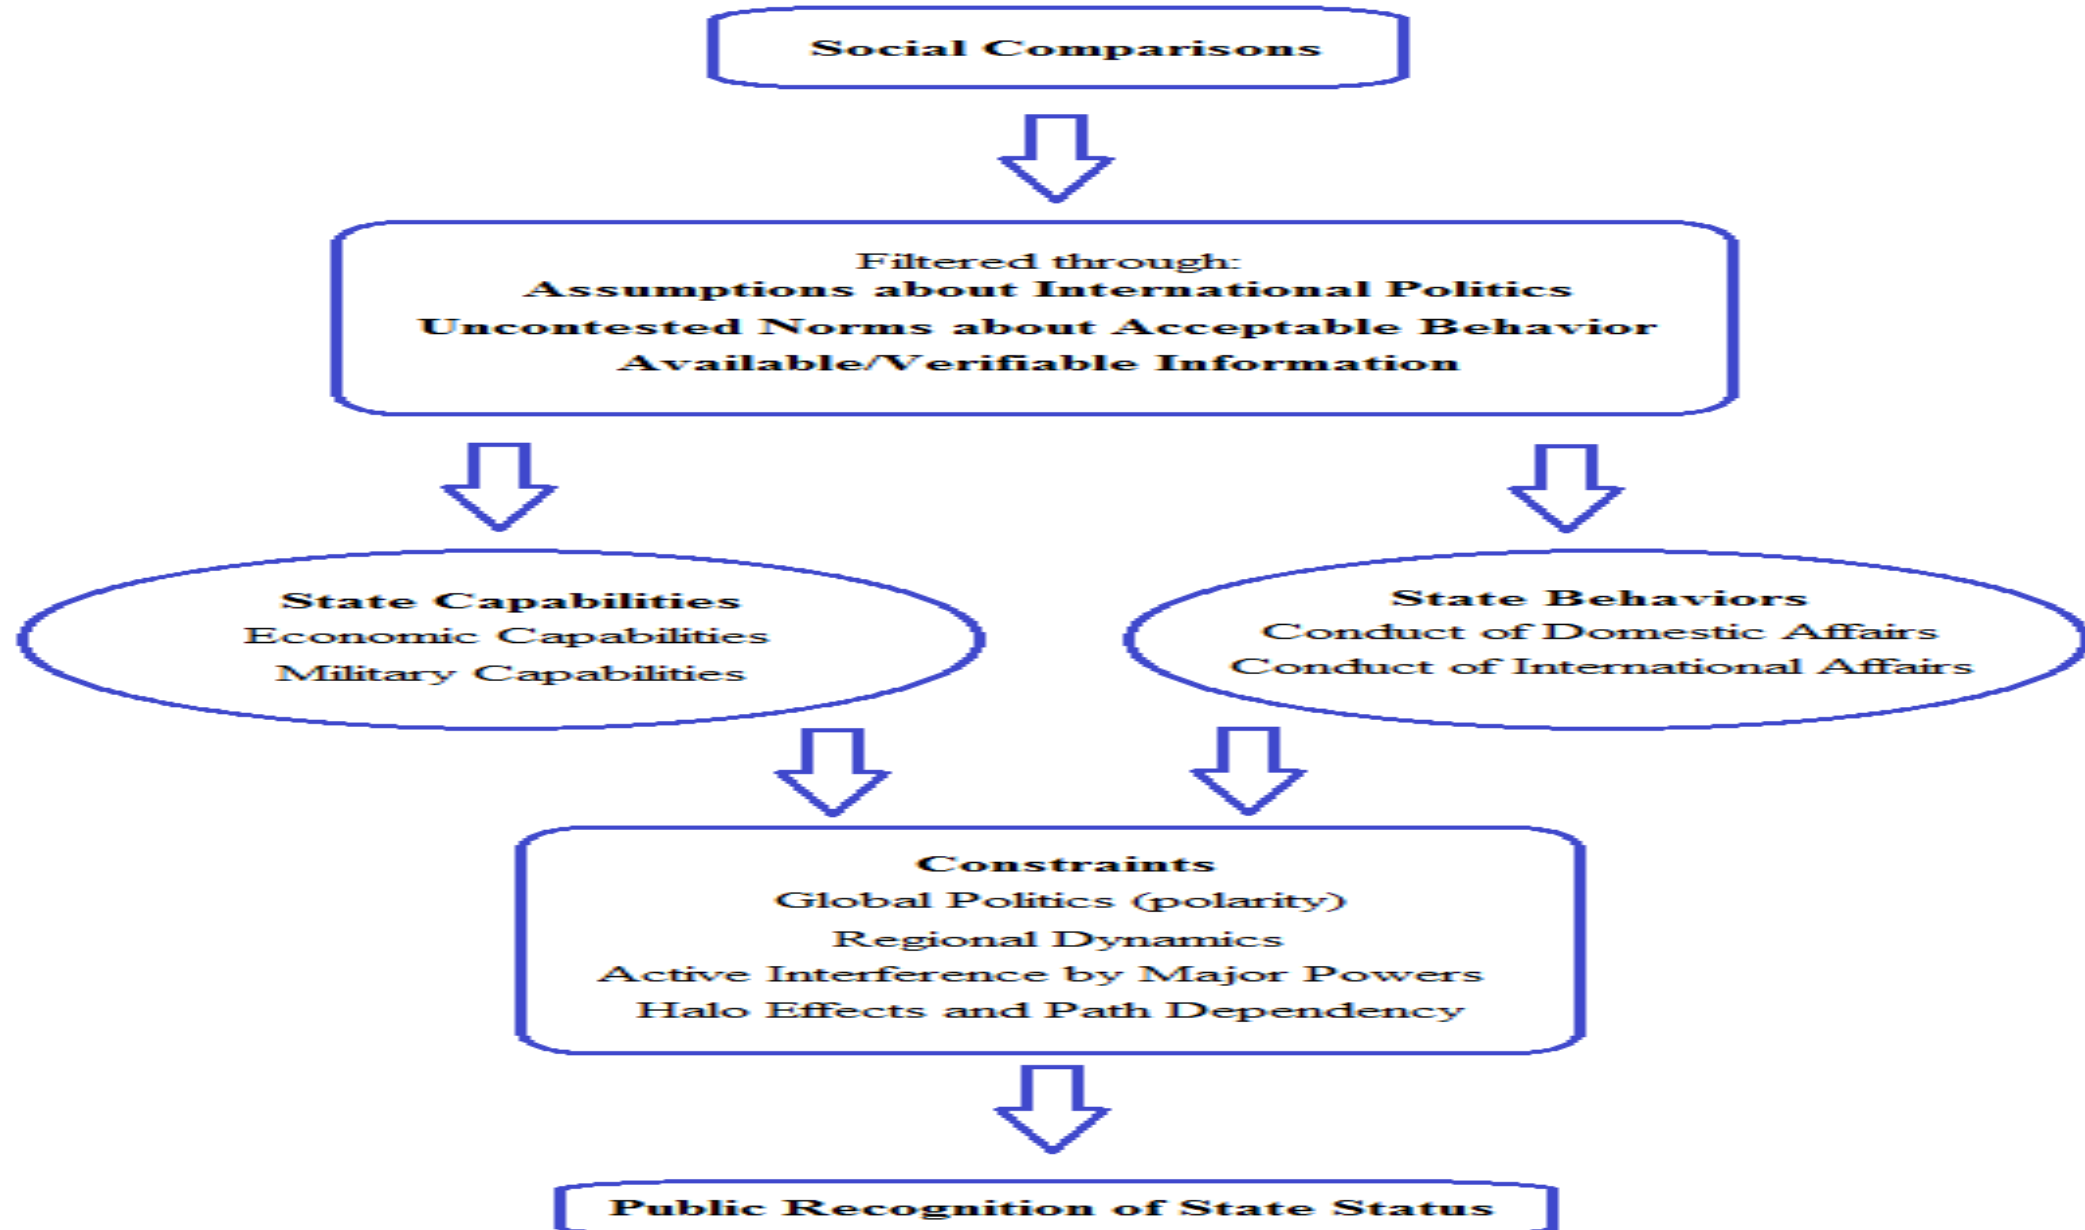 Social Comparisons
Filtered through:
Assumptions about International Politics
Uncontested Norms about Acceptable Behavior
Available/Verifiable Information
State Capabilities
Economic Capabilities
Military Capabilities
State Behaviors
Conduct of Domestic Affairs
Conduct of International Affairs
Constraints
Global Politics (polarity)
Regional Dynamics
Active Interference by Major Powers
Halo Effects and Path Dependency
Public Recognition of State Status